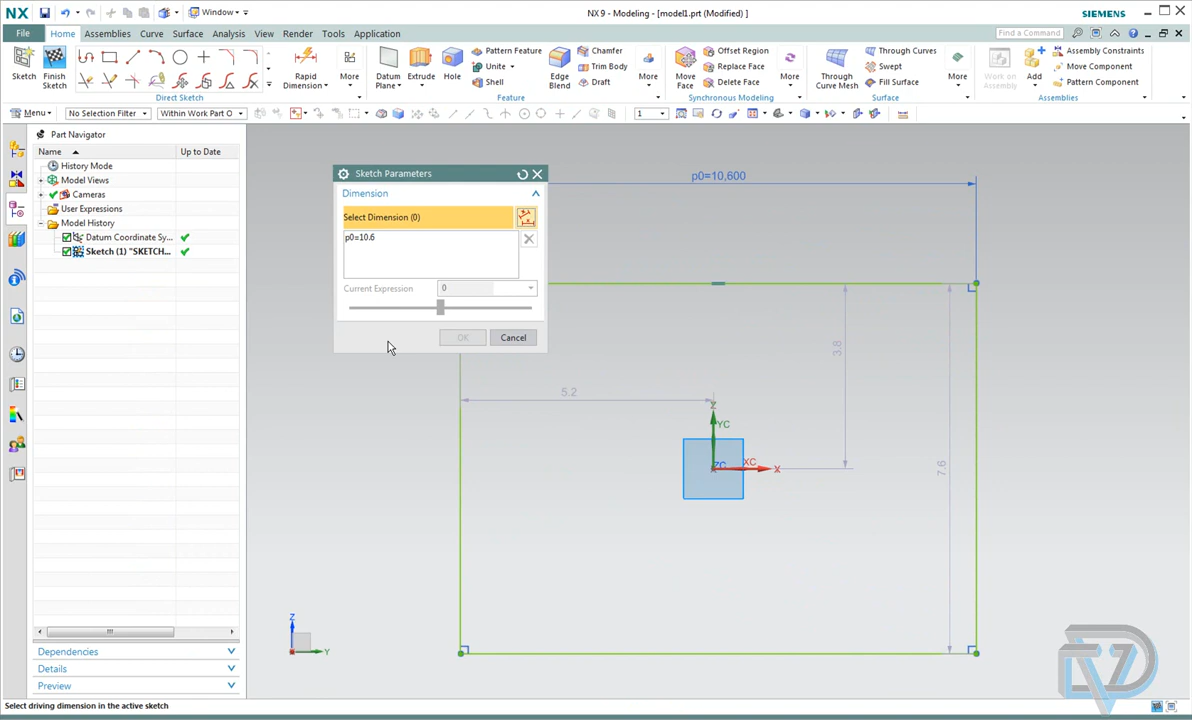 NX
Window
NX 9 - Modeling - [model1.prt (Modified) ]
SIEMENS
File
Home
Assemblies
Curve
Surface
Analysis
View
Render
Tools
Application
Find a Command
Sketch
Finish
Sketch
Direct Sketch
Rapid
Dimension
More
Datum
Plane
Extrude
Hole
Pattern Feature
Unite
Shell
Feature
Edge
Blend
Chamfer
Trim Body
Draft
More
Move
Face
Offset Region
Replace Face
Delete Face
Synchronous Modeling
More
Through
Curve Mesh
Through Curves
Swept
Fill Surface
Surface
More
Work on
Assembly
Add
Assembly Constraints
Move Component
Pattern Component
Assemblies
Menu
No Selection Filter
Within Work Part O
1
Part Navigator
Name
Up to Date
History Mode
Model Views
Cameras
User Expressions
Model History
Datum Coordinate Sy...
Sketch (1) "SKETCH...
Dependencies
Details
Preview
Sketch Parameters
Dimension
Select Dimension (0)
p0=10.6
Current Expression
0
OK
Cancel
p0=10,600
3.8
5.2
7.6
Z
YC
ZC
XC
X
Z
Y
Select driving dimension in the active sketch